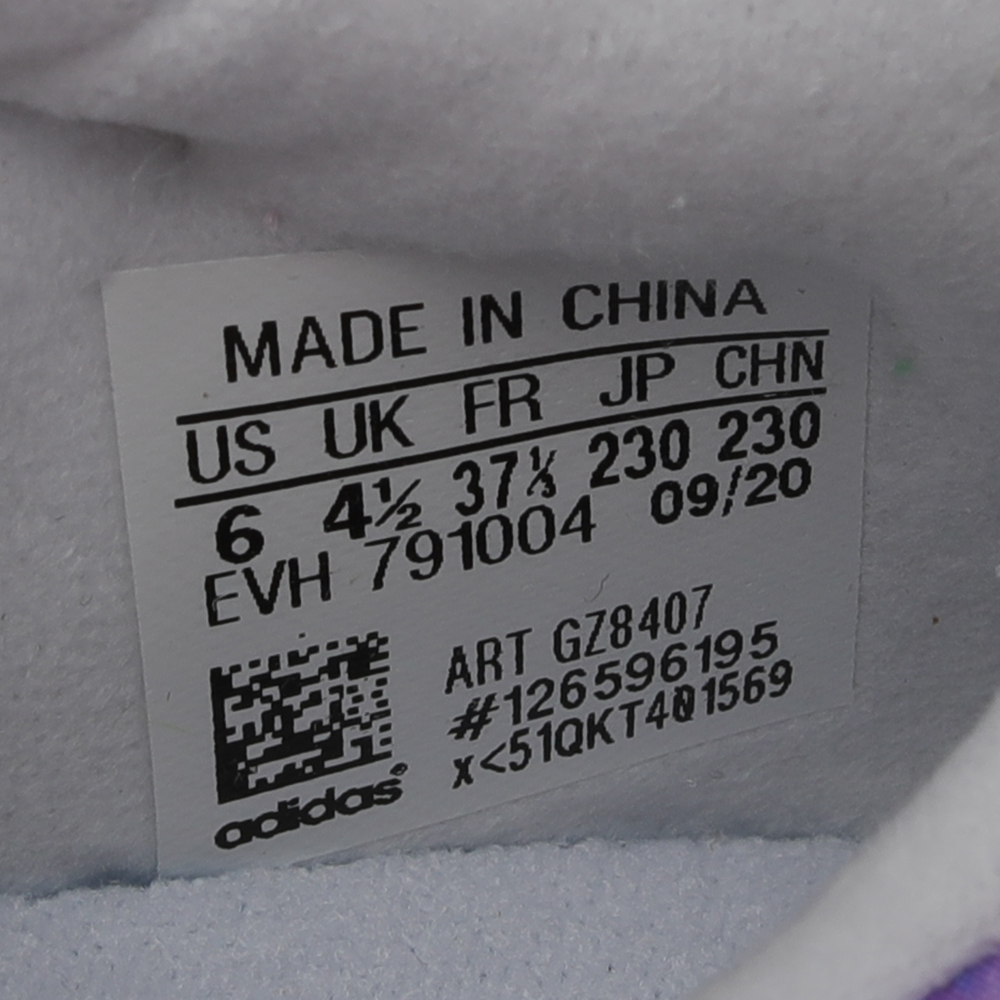 MADE IN CHINA
US UK FR JP CHN
6 4½ 37⅓ 230 230
EVH 791004 09/20
ART GZ8407
#126596195
x<51QKT401569
adidas®